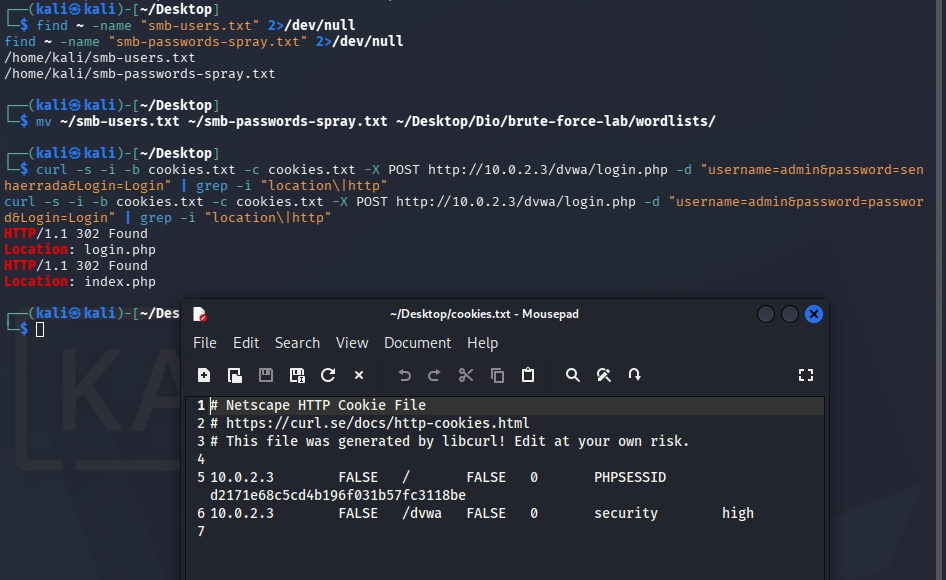 ┌──(kali㉿kali)-[~/Desktop]
└─$ find ~ -name "smb-users.txt" 2>/dev/null
find ~ -name "smb-passwords-spray.txt" 2>/dev/null
/home/kali/smb-users.txt
/home/kali/smb-passwords-spray.txt
┌──(kali㉿kali)-[~/Desktop]
└─$ mv ~/smb-users.txt ~/smb-passwords-spray.txt ~/Desktop/Dio/brute-force-lab/wordlists/
┌──(kali㉿kali)-[~/Desktop]
└─$ curl -s -i -b cookies.txt -c cookies.txt -X POST http://10.0.2.3/dvwa/login.php -d "username=admin&password=sen
haerrada&Login=Login" | grep -i "location\|http"
curl -s -i -b cookies.txt -c cookies.txt -X POST http://10.0.2.3/dvwa/login.php -d "username=admin&password=passwor
d&Login=Login" | grep -i "location\|http"
HTTP/1.1 302 Found
Location: login.php
HTTP/1.1 302 Found
Location: index.php
┌──(kali㉿kali)-[~/Des
└─$
~/Desktop/cookies.txt - Mousepad
File Edit Search View Document Help
1 # Netscape HTTP Cookie File
2 # https://curl.se/docs/http-cookies.html
3 # This file was generated by libcurl! Edit at your own risk.
4
5 10.0.2.3 FALSE / FALSE 0 PHPSESSID
d2171e68c5cd4b196f031b57fc3118be
6 10.0.2.3 FALSE /dvwa FALSE 0 security high
7
KA